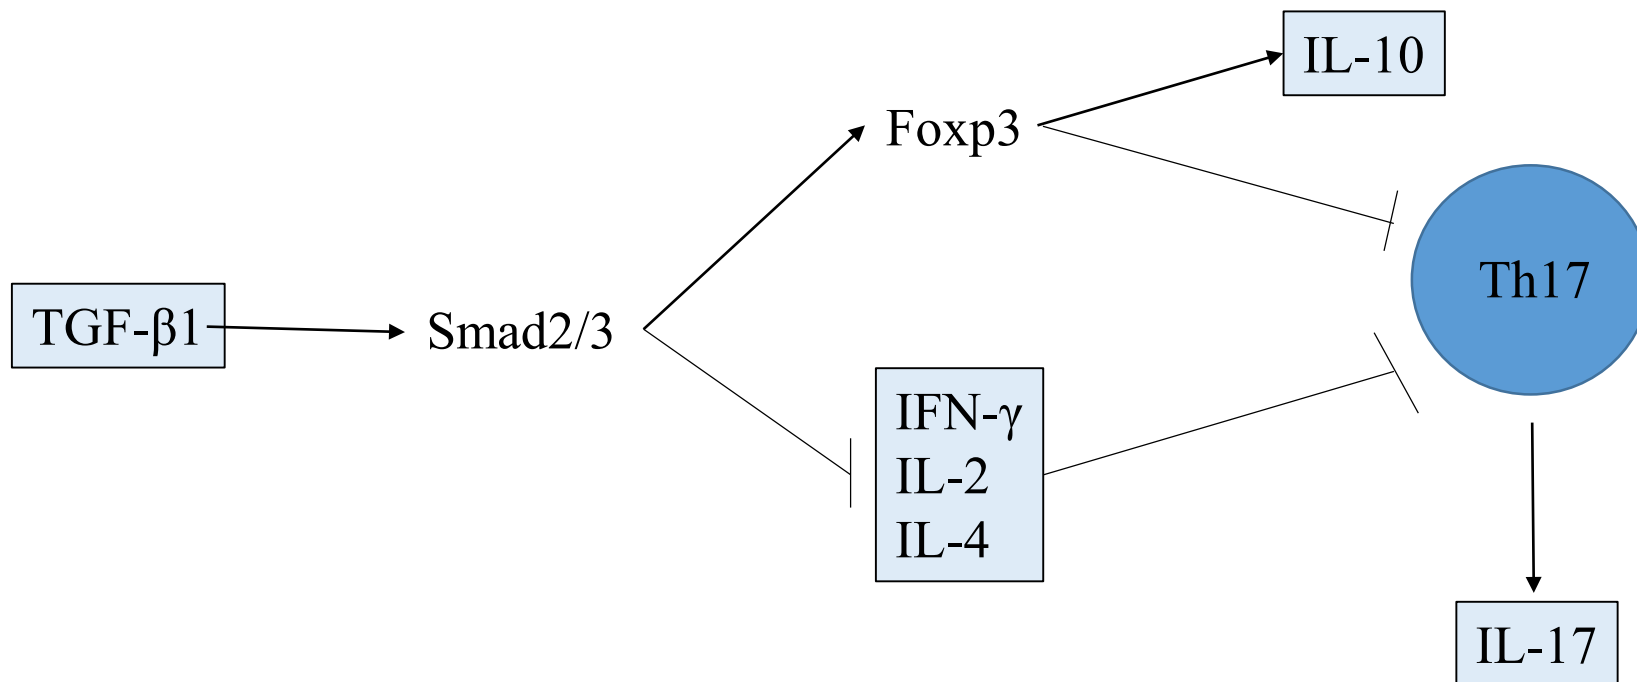 IL-10
Foxp3
Th17
TGF-β1
Smad2/3
IFN-γ
IL-2
IL-4
IL-17